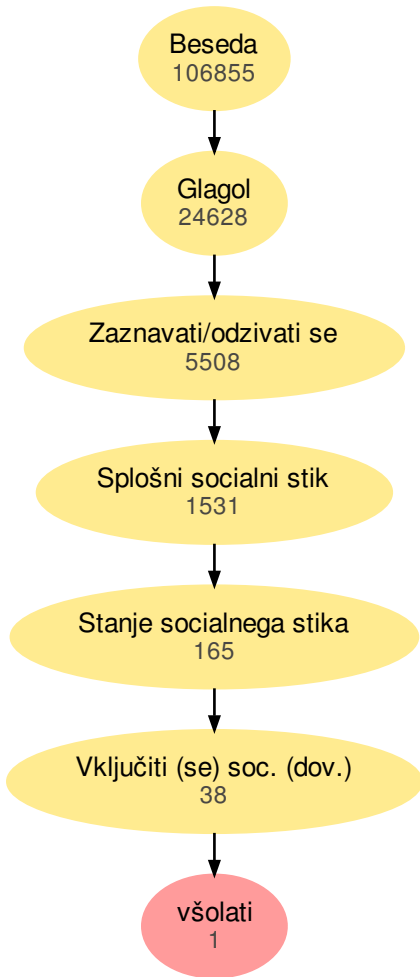 Beseda
106855
Glagol
24628
Zaznavati/odzivati se
5508
Splošni socialni stik
1531
Stanje socialnega stika
165
Vključiti (se) soc. (dov.)
38
všolati
1